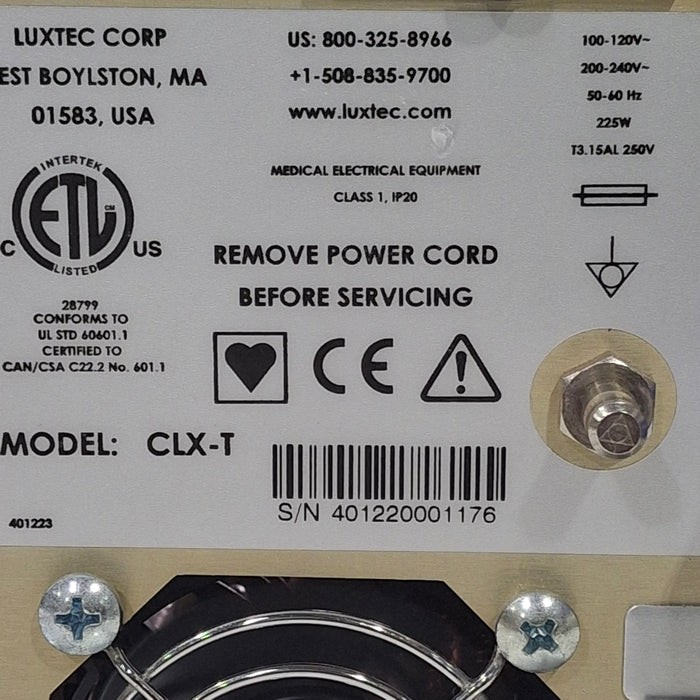 LUXTEC CORP
EST BOYLSTON, MA
01583, USA
US: 800-325-8966
+1-508-835-9700
www.luxtec.com
100-120V~
200-240V~
50-60 Hz
225W
T3.15AL 250V
MEDICAL ELECTRICAL EQUIPMENT
CLASS 1, IP20
INTERTEK
ETL CM
C US
LISTED
REMOVE POWER CORD
BEFORE SERVICING
28799
CONFORMS TO
UL STD 60601.1
CERTIFIED TO
CAN/CSA C22.2 No. 601.1
CE
MODEL: CLX-T
S/N 401220001176
401223